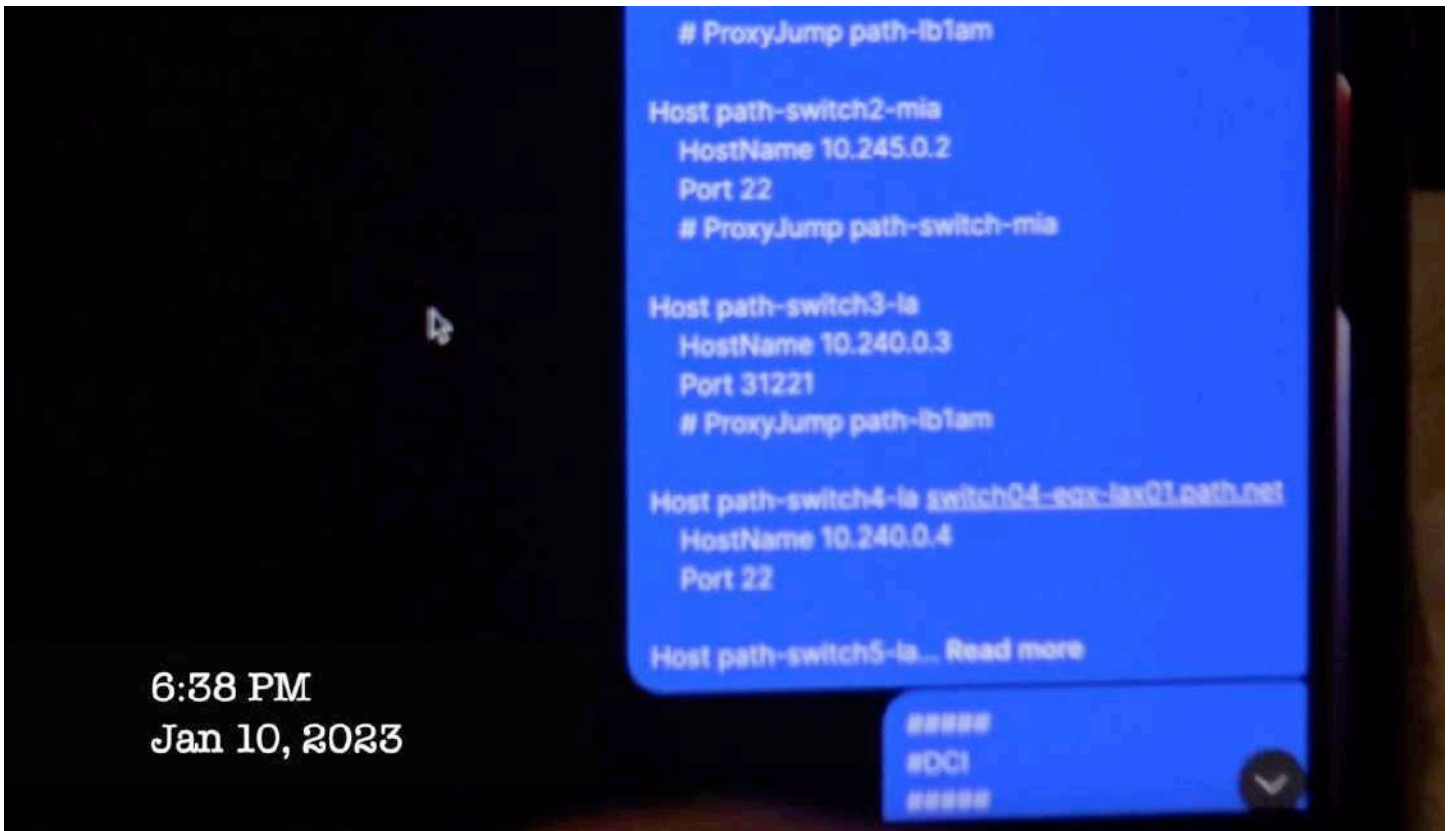 # ProxyJump path-lb1am
Host path-switch2-mia
HostName 10.245.0.2
Port 22
# ProxyJump path-switch-mia
Host path-switch3-la
HostName 10.240.0.3
Port 31221
# ProxyJump path-lb1am
Host path-switch4-la switch04-eqx-lax01.path.net
HostName 10.240.0.4
Port 22
Host path-switch5-la... Read more
#####
#DCI
#####
6:38 PM
Jan 10, 2023